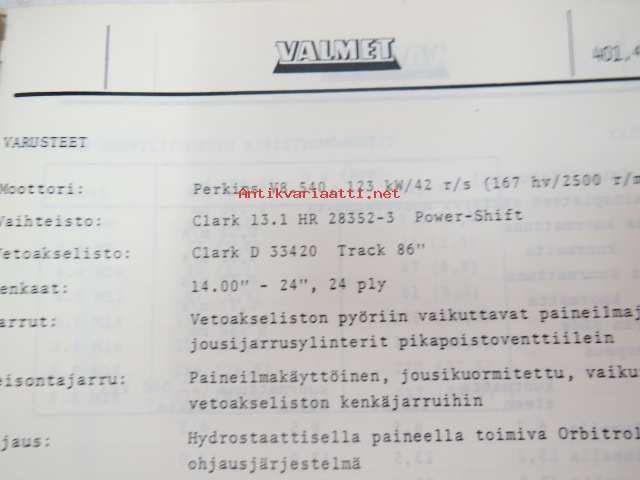 VALMET
401.
VARUSTEET
Moottori: Perkins V8 540 123 kW/42 r/s (167 hv/2500 r/m
Antikvariaatti.net
Vaihteisto: Clark 13.1 HR 28352-3 Power-Shift
Vetoakselisto: Clark D 33420 Track 86"
enkaat: 14.00" - 24", 24 ply
arrut: Vetoakseliston pyöriin vaikuttavat paineilmaj
jousijarrusylinterit pikapoistoventtiilein
eisontajarru: Paineilmakäyttöinen, jousikuormitettu, vaiku
vetoakseliston kenkäjarruihin
jaus: Hydrostaattisella paineella toimiva Orbitrol
ohjausjärjestelmä